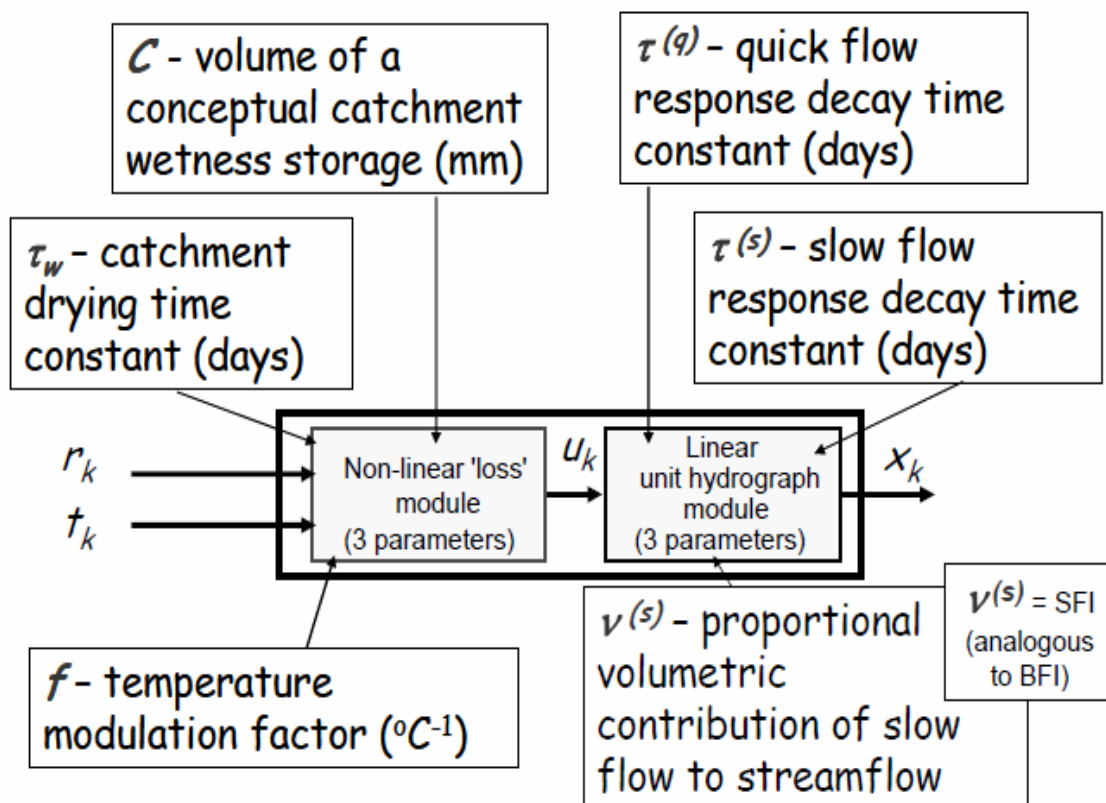 C - volume of a
conceptual catchment
wetness storage (mm)
τ(q) – quick flow
response decay time
constant (days)
τw – catchment
drying time
constant (days)
τ(s) – slow flow
response decay time
constant (days)
rk
tk
Non-linear 'loss'
module
(3 parameters)
uk
Linear
unit hydrograph
module
(3 parameters)
xk
f – temperature
modulation factor (oC-1)
ν(s) – proportional
volumetric
contribution of slow
flow to streamflow
ν(s) = SFI
(analogous
to BFI)